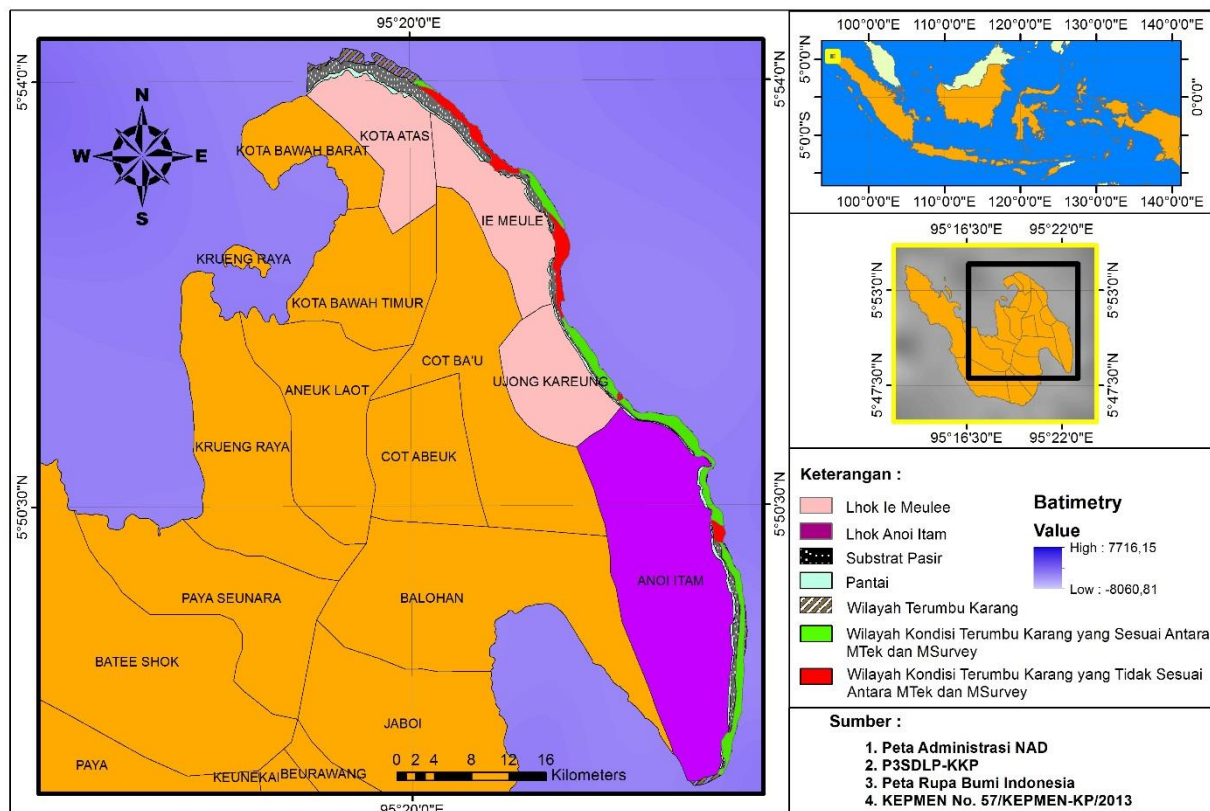 95°20'0"E
5°54'0"N
5°54'0"N
N
W
E
S
KOTA ATAS
KOTA BAWAH BARAT
IE MEULE
KRUENG RAYA
KOTA BAWAH TIMUR
COT BA'U
UJONG KAREUNG
ANEUK LAOT
KRUENG RAYA
COT ABEUK
5°50'30"N
5°50'30"N
ANOI ITAM
PAYA SEUNARA
BALOHAN
BATEE SHOK
JABOI
PAYA
KEUNEKAI
BEURAWANG
0 2 4 8 12 16
Kilometers
95°20'0"E
100°0'0"E 110°0'0"E 120°0'0"E 130°0'0"E 140°0'0"E
5°0'0"N
0°0'0"
5°0'0"S
100°0'0"E 110°0'0"E 120°0'0"E 130°0'0"E 140°0'0"E
95°16'30"E 95°22'0"E
5°53'0"N
5°53'0"N
5°47'30"N
5°47'30"N
95°16'30"E 95°22'0"E
Keterangan :
Lhok Ie Meulee
Lhok Anoi Itam
Substrat Pasir
Pantai
Wilayah Terumbu Karang
Wilayah Kondisi Terumbu Karang yang Sesuai Antara
MTek dan MSurvey
Wilayah Kondisi Terumbu Karang yang Tidak Sesuai
Antara MTek dan MSurvey
Batimetry
Value
High : 7716,15
Low : -8060,81
Sumber :
1. Peta Administrasi NAD
2. P3SDLP-KKP
3. Peta Rupa Bumi Indonesia
4. KEPMEN No. 57/KEPMEN-KP/2013